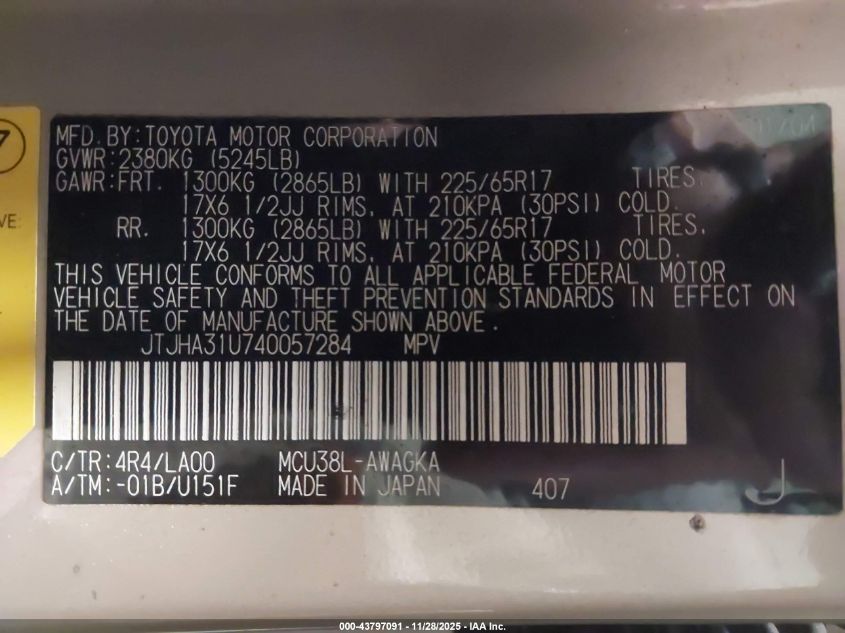 7
VE:
01/04
MFD. BY: TOYOTA MOTOR CORPORATION
GVWR: 2380KG (5245LB)
GAWR: FRT. 1300KG (2865LB) WITH 225/65R17 TIRES,
17X6 1/2JJ RIMS, AT 210KPA (30PSI) COLD.
RR. 1300KG (2865LB) WITH 225/65R17 TIRES,
17X6 1/2JJ RIMS, AT 210KPA (30PSI) COLD.
THIS VEHICLE CONFORMS TO ALL APPLICABLE FEDERAL MOTOR
VEHICLE SAFETY AND THEFT PREVENTION STANDARDS IN EFFECT ON
THE DATE OF MANUFACTURE SHOWN ABOVE.
JTJHA31U740057284 MPV
C/TR: 4R4/LA00 MCU38L-AWAGKA
A/TM: -01B/U151F MADE IN JAPAN 407 J
000-43797091 - 11/28/2025 - IAA Inc.